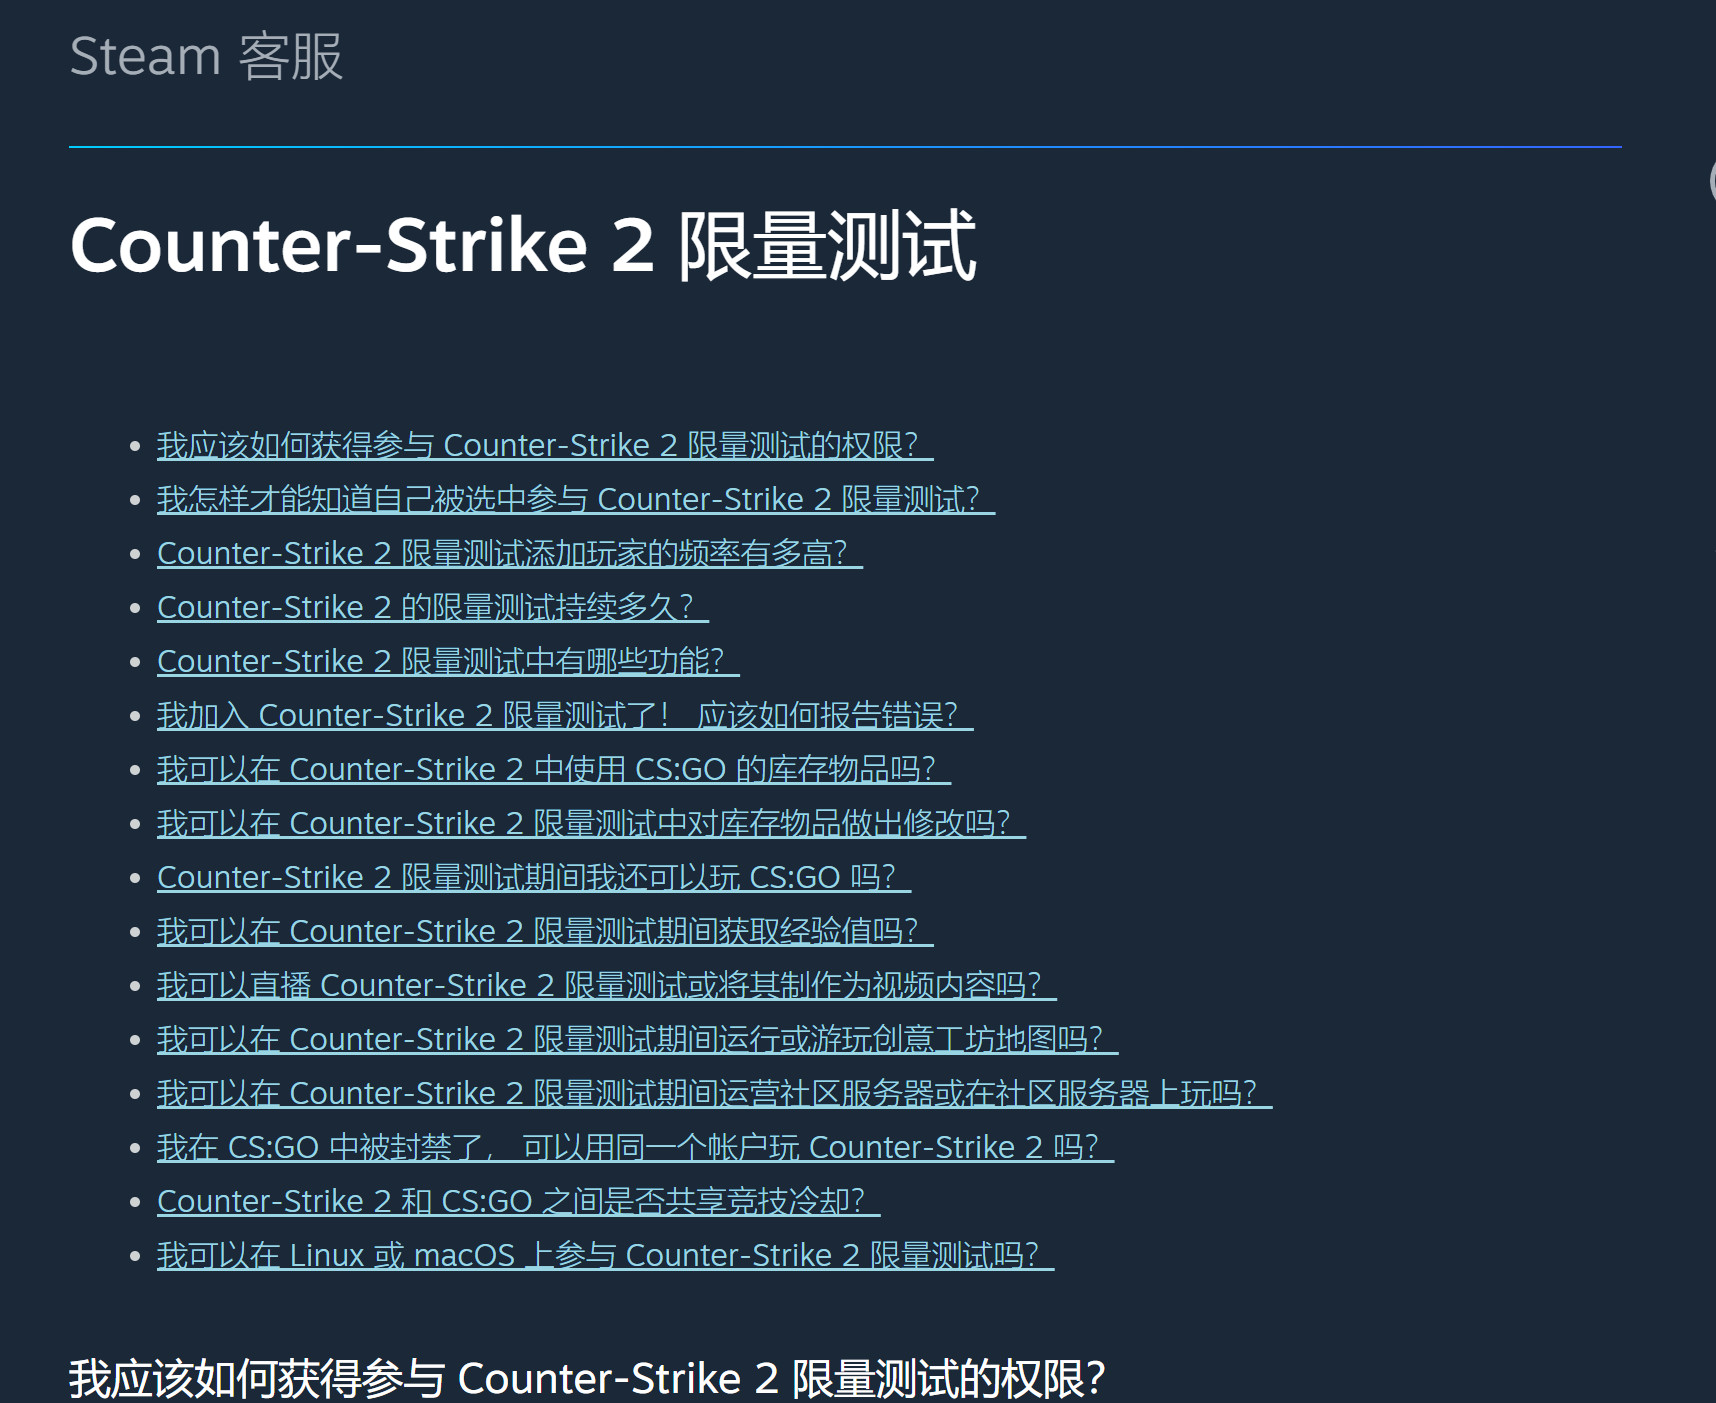 Steam 客服
Counter-Strike 2 限量测试
我应该如何获得参与 Counter-Strike 2 限量测试的权限？
我怎样才能知道自己被选中参与 Counter-Strike 2 限量测试？
Counter-Strike 2 限量测试添加玩家的频率有多高？
Counter-Strike 2 的限量测试持续多久？
Counter-Strike 2 限量测试中有哪些功能？
我加入 Counter-Strike 2 限量测试了！ 应该如何报告错误？
我可以在 Counter-Strike 2 中使用 CS:GO 的库存物品吗？
我可以在 Counter-Strike 2 限量测试中对库存物品做出修改吗？
Counter-Strike 2 限量测试期间我还可以玩 CS:GO 吗？
我可以在 Counter-Strike 2 限量测试期间获取经验值吗？
我可以直播 Counter-Strike 2 限量测试或将其制作为视频内容吗？
我可以在 Counter-Strike 2 限量测试期间运行或游玩创意工坊地图吗？
我可以在 Counter-Strike 2 限量测试期间运营社区服务器或在社区服务器上玩吗？
我在 CS:GO 中被封禁了， 可以用同一个帐户玩 Counter-Strike 2 吗？
Counter-Strike 2 和 CS:GO 之间是否共享竞技冷却？
我可以在 Linux 或 macOS 上参与 Counter-Strike 2 限量测试吗？
我应该如何获得参与 Counter-Strike 2 限量测试的权限？